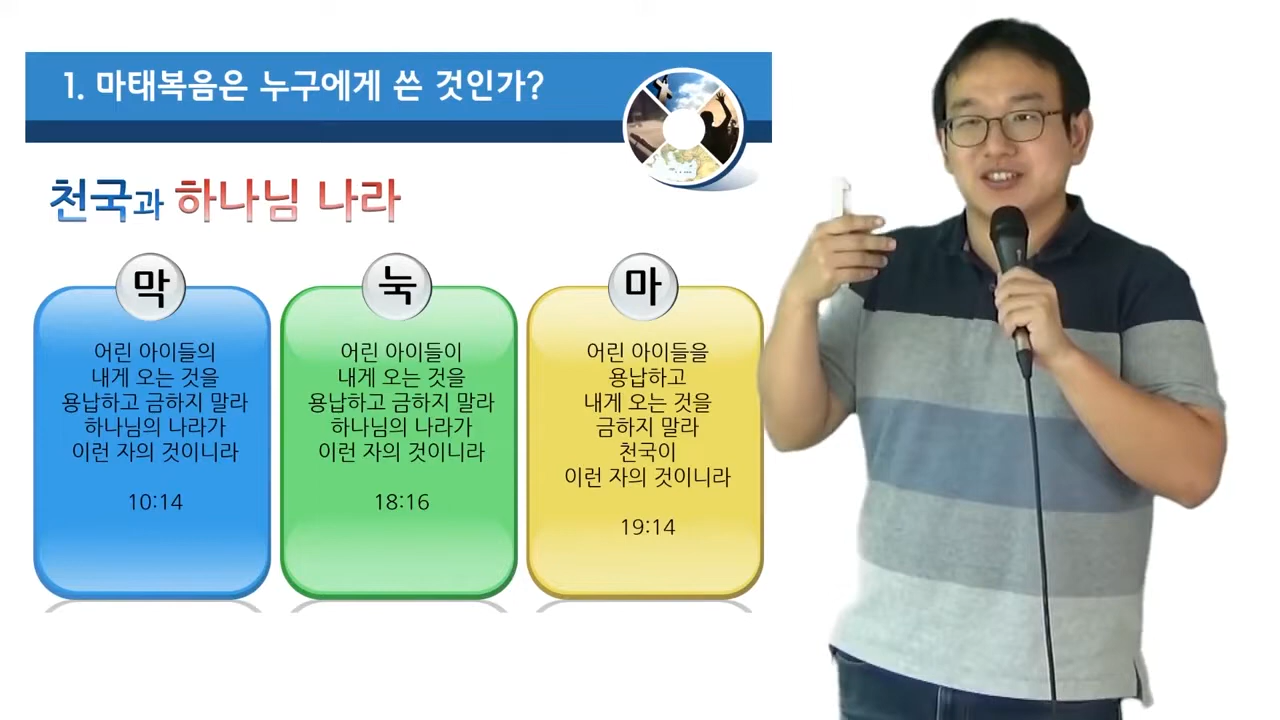 1. 마태복음은 누구에게 쓴 것인가?
천국과 하나님 나라
막
어린 아이들의
내게 오는 것을
용납하고 금하지 말라
하나님의 나라가
이런 자의 것이니라
10:14
눅
어린 아이들이
내게 오는 것을
용납하고 금하지 말라
하나님의 나라가
이런 자의 것이니라
18:16
마
어린 아이들을
용납하고
내게 오는 것을
금하지 말라
천국이
이런 자의 것이니라
19:14